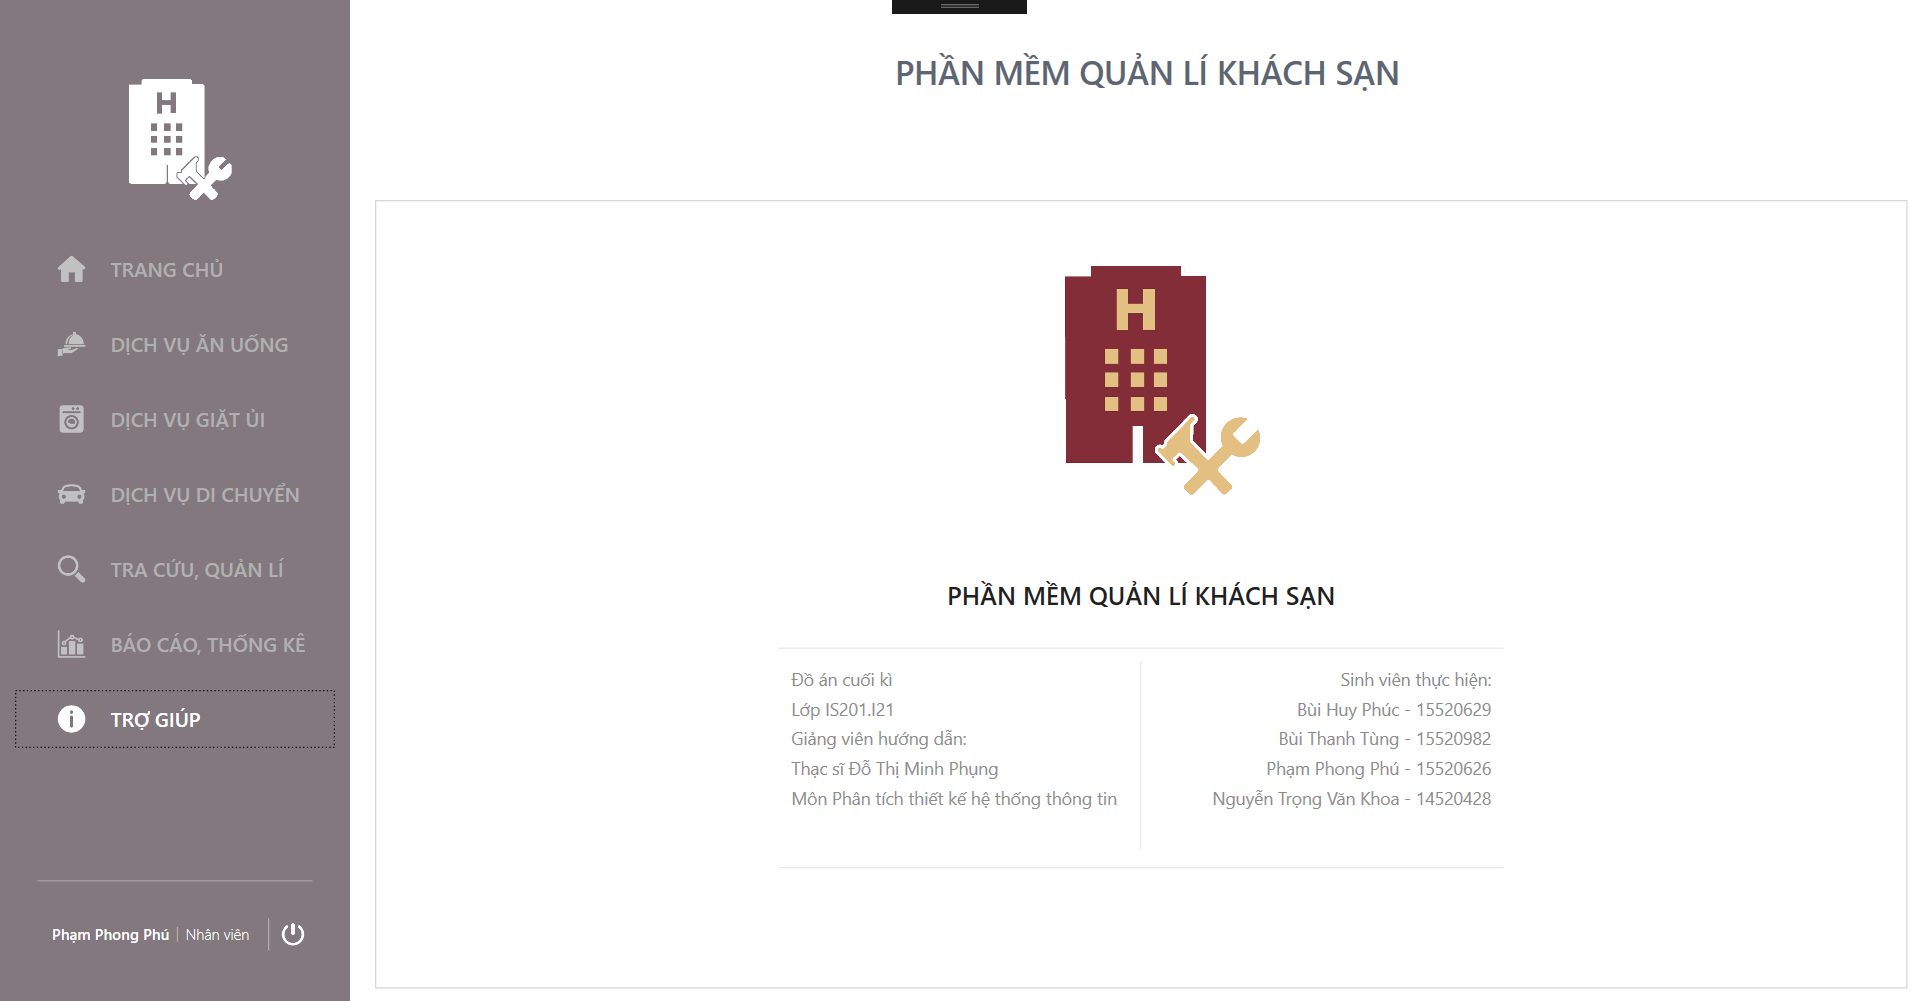 H
TRANG CHỦ
DỊCH VỤ ĂN UỐNG
DỊCH VỤ GIẶT ỦI
DỊCH VỤ DI CHUYỂN
TRA CỨU, QUẢN LÍ
BÁO CÁO, THỐNG KÊ
TRỢ GIÚP
Phạm Phong Phú | Nhân viên
PHẦN MỀM QUẢN LÍ KHÁCH SẠN
H
PHẦN MỀM QUẢN LÍ KHÁCH SẠN
Đồ án cuối kì
Lớp IS201.I21
Giảng viên hướng dẫn:
Thạc sĩ Đỗ Thị Minh Phụng
Môn Phân tích thiết kế hệ thống thông tin
Sinh viên thực hiện:
Bùi Huy Phúc - 15520629
Bùi Thanh Tùng - 15520982
Phạm Phong Phú - 15520626
Nguyễn Trọng Văn Khoa - 14520428